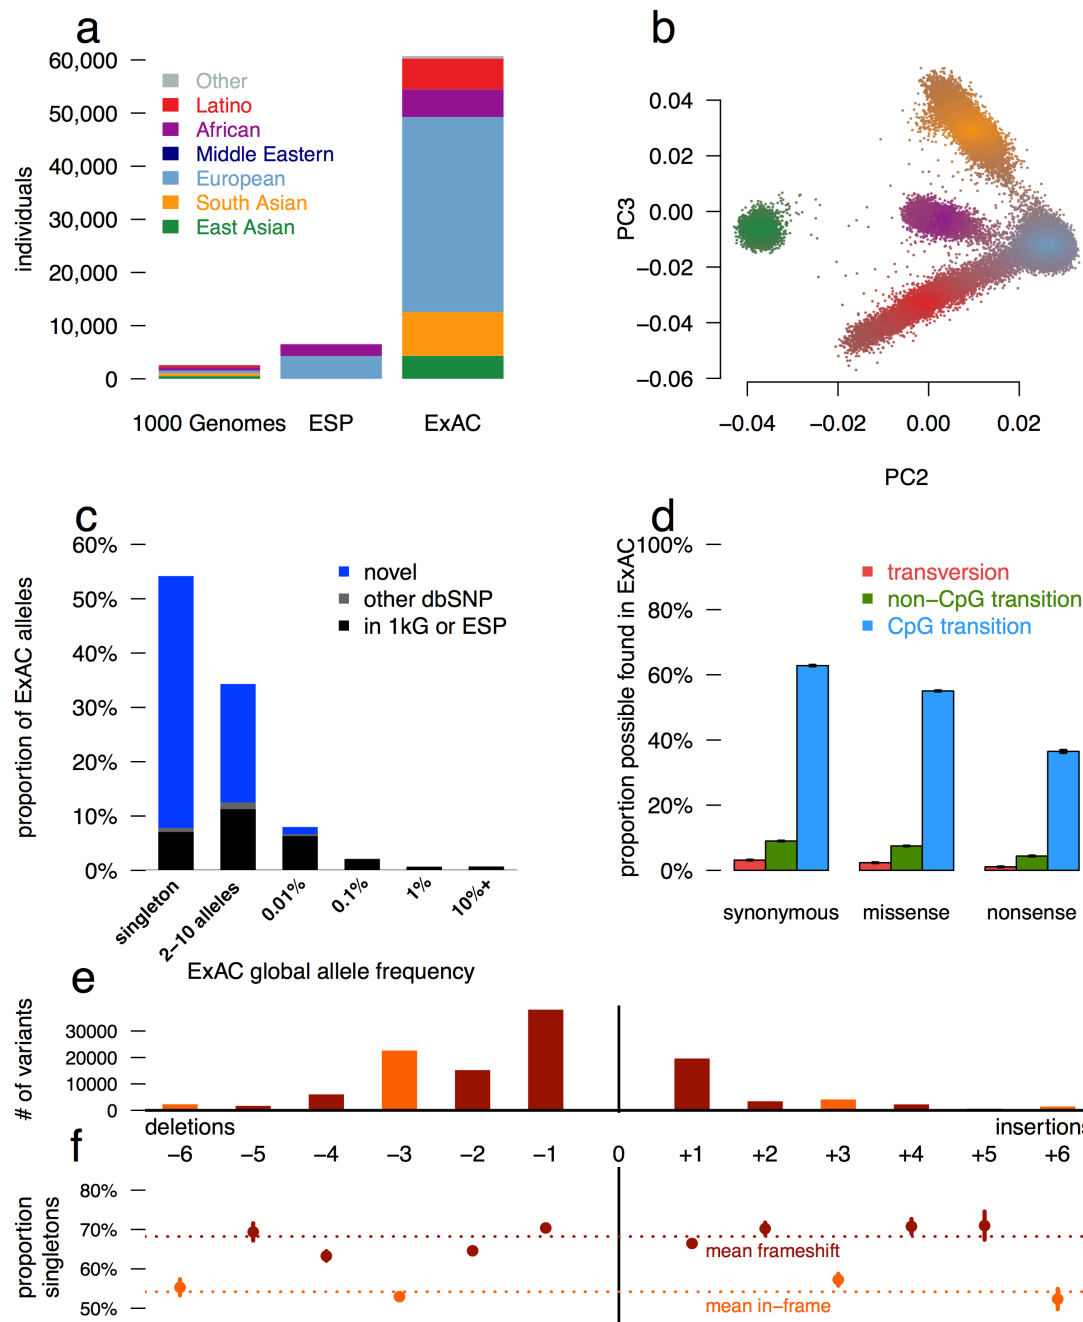 a
60,000
50,000
40,000
30,000
20,000
10,000
0
individuals
Other
Latino
African
Middle Eastern
European
South Asian
East Asian
1000 Genomes ESP ExAC
b
0.04
0.02
0.00
−0.02
−0.04
−0.06
PC3
−0.04 −0.02 0.00 0.02
PC2
c
60%
50%
40%
30%
20%
10%
0%
proportion of ExAC alleles
novel
other dbSNP
in 1kG or ESP
singleton 2−10 alleles 0.01% 0.1% 1% 10%+
ExAC global allele frequency
d
100%
80%
60%
40%
20%
0%
proportion possible found in ExAC
transversion
non−CpG transition
CpG transition
synonymous missense nonsense
e
30000
20000
10000
0
# of variants
deletions insertions
f
−6 −5 −4 −3 −2 −1 0 +1 +2 +3 +4 +5 +6
80%
70%
60%
50%
proportion
singletons
mean frameshift
mean in−frame